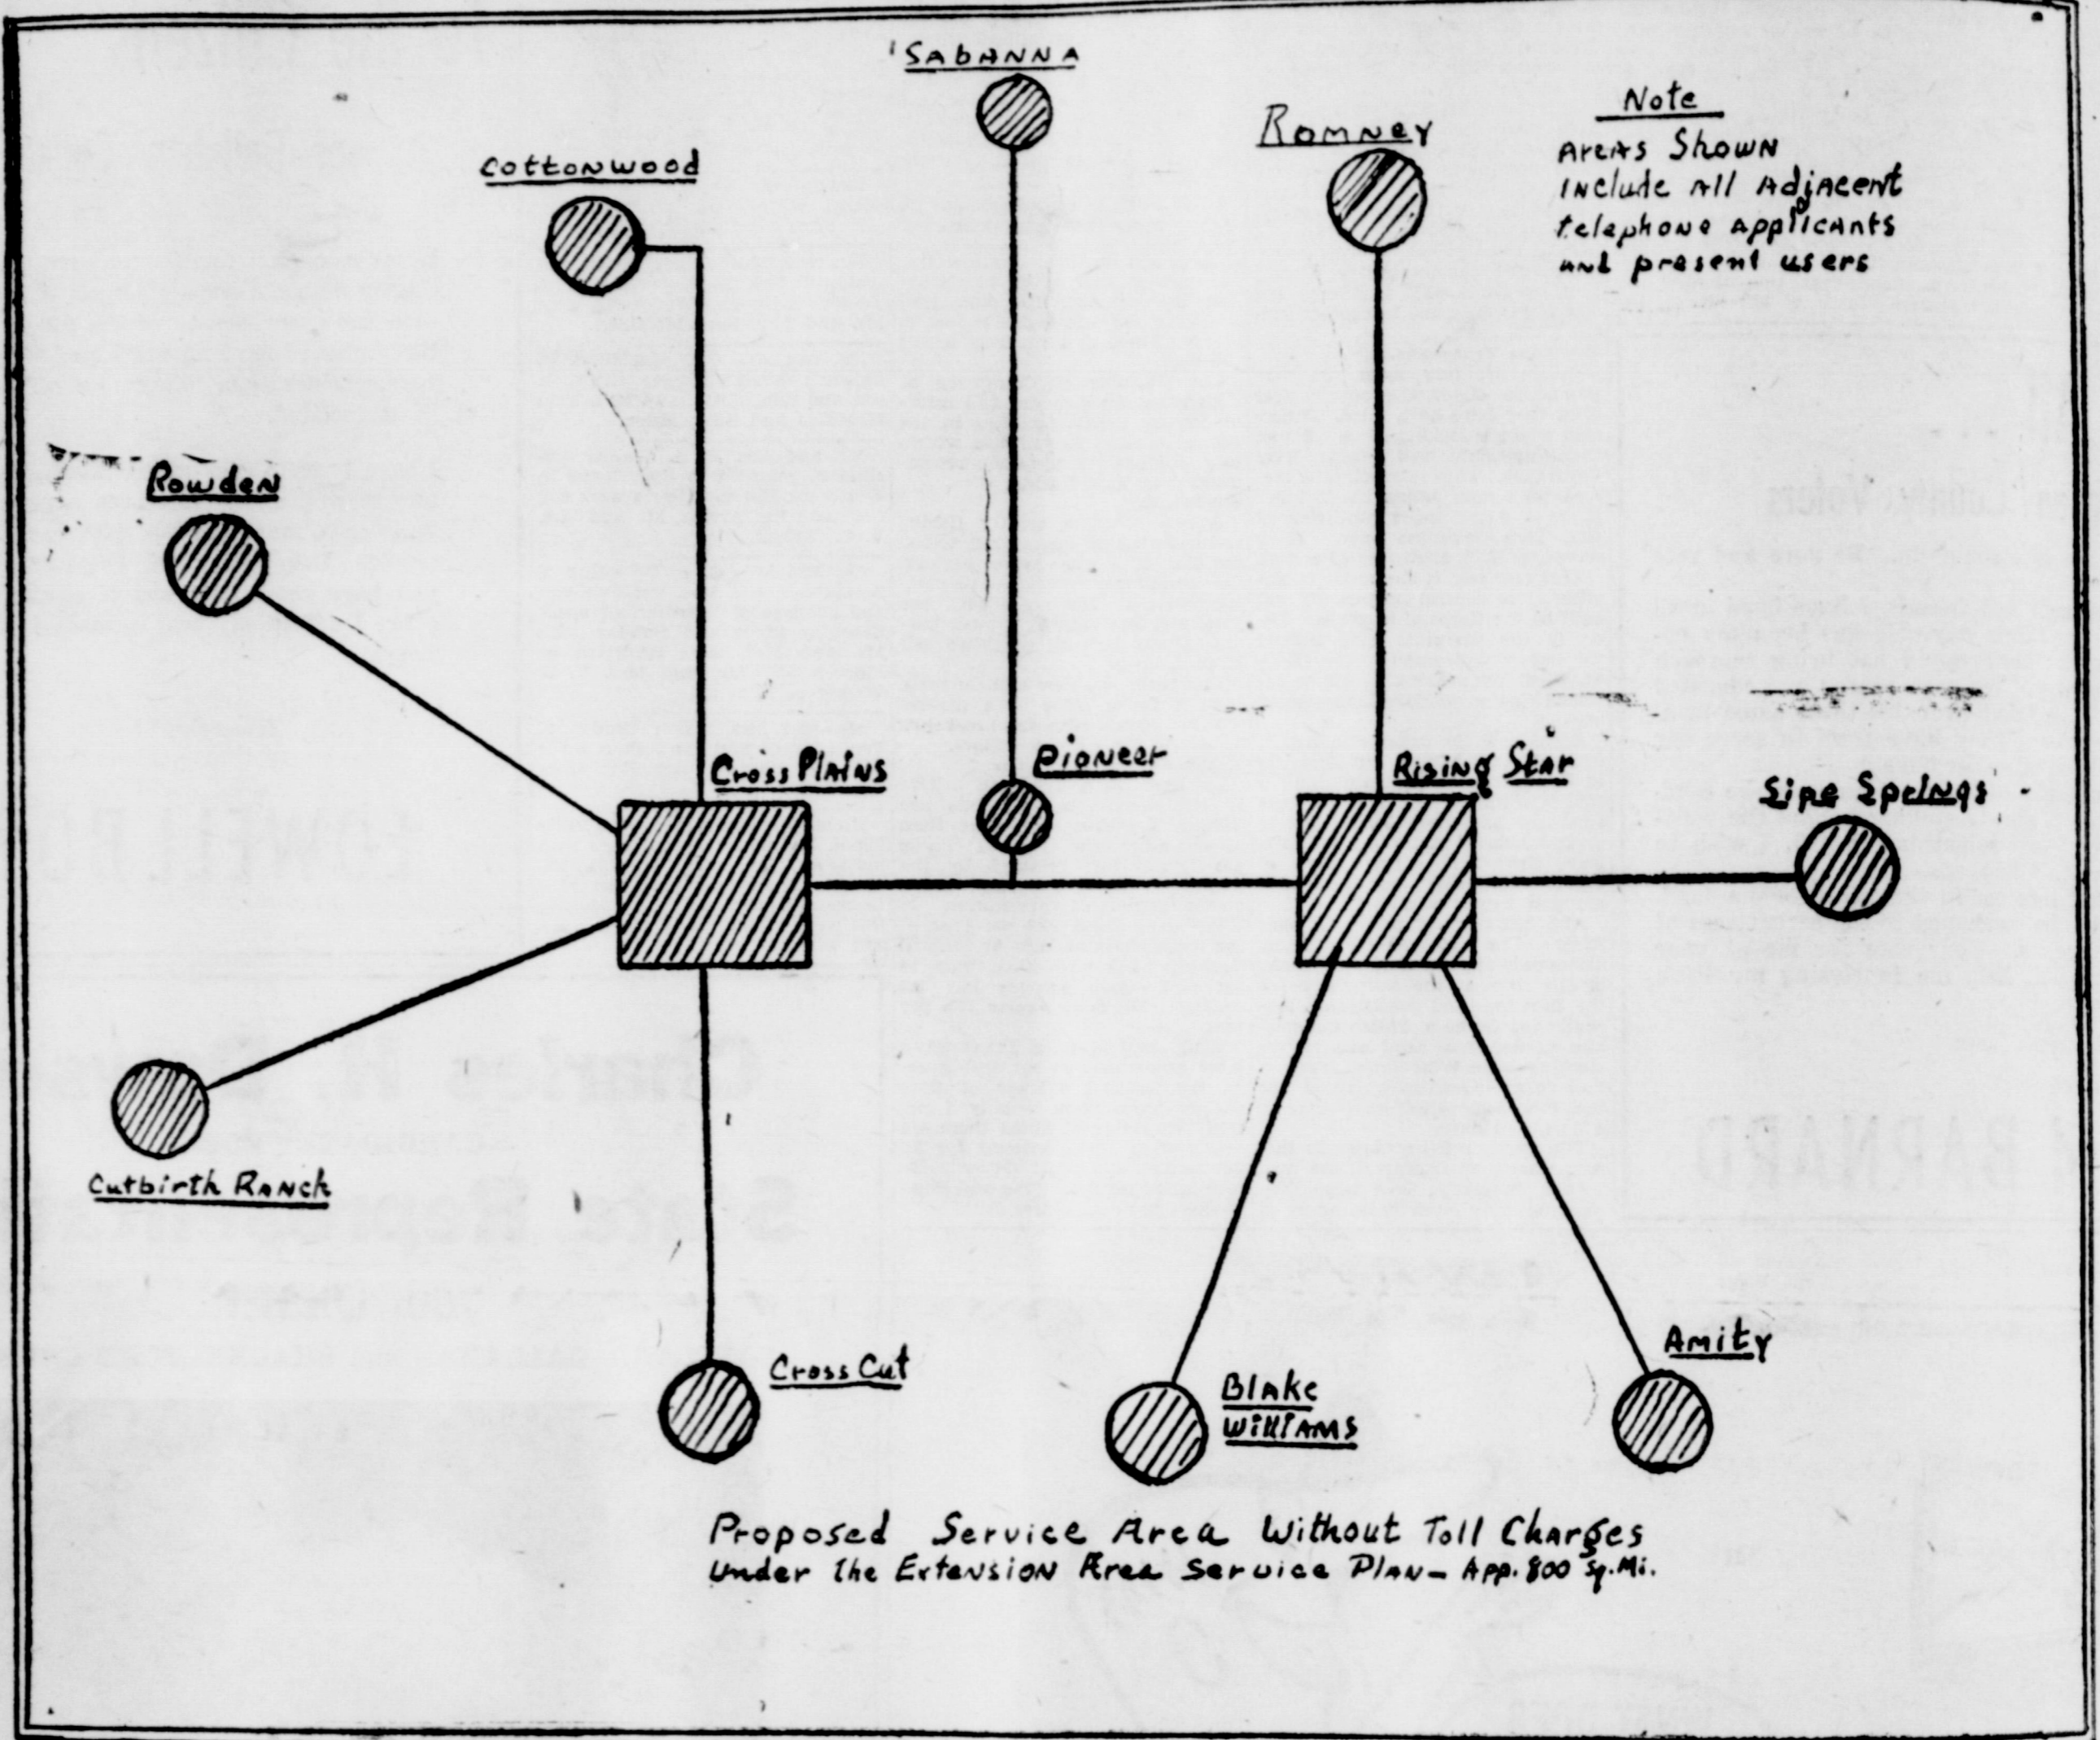 Sabanna
Cottonwood
Romney
Note
Areas Shown
Include All Adjacent
telephone applicants
and present users
Rowden
Cross Plains
Pioneer
Rising Star
Sipe Springs
Cutbirth Ranch
Cross Cut
Blake
Williams
Amity
Proposed Service Area Without Toll Charges
Under the Extension Area Service Plan - App. 800 Sq. Mi.